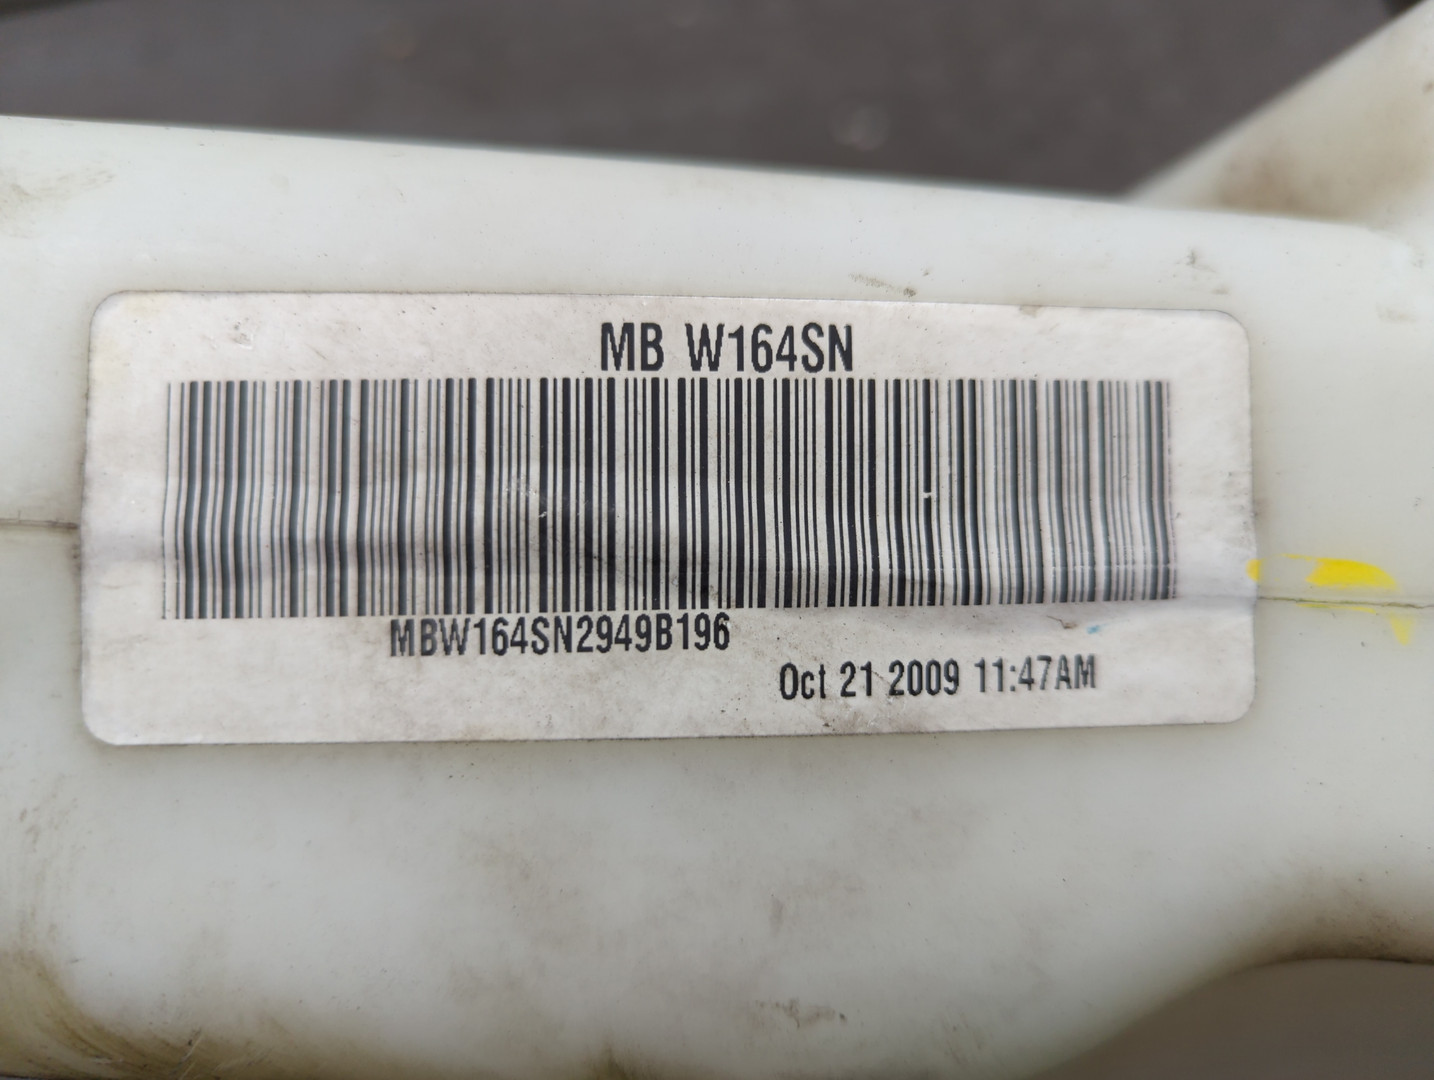 MB W164SN
MBW164SN2949B196
Oct 21 2009 11:47AM